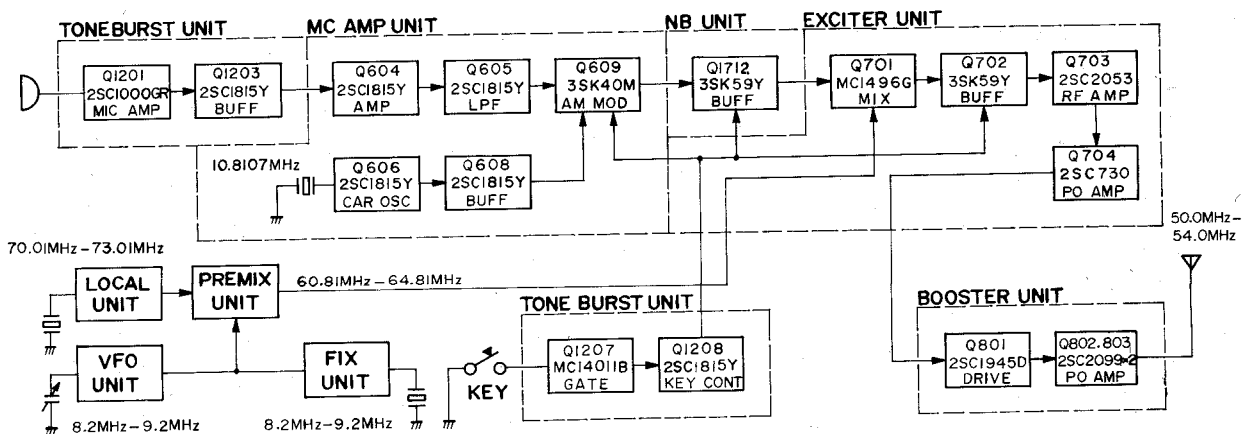 TONEBURST UNIT
MC AMP UNIT
NB UNIT
EXCITER UNIT
Q1201
2SC1000GR
MIC AMP
Q1203
2SC1815Y
BUFF
Q604
2SC1815Y
AMP
Q605
2SC1815Y
LPF
Q609
3SK40M
AM MOD
Q1712
3SK59Y
BUFF
Q701
MC1496G
MIX
Q702
3SK59Y
BUFF
Q703
2SC2053
RF AMP
10.8107MHz
Q606
2SC1815Y
CAR OSC
Q608
2SC1815Y
BUFF
Q704
2SC730
PO AMP
50.0MHz-
54.0MHz
70.01MHz-73.01MHz
LOCAL
UNIT
PREMIX
UNIT
60.81MHz-64.81MHz
TONE BURST UNIT
BOOSTER UNIT
VFO
UNIT
FIX
UNIT
KEY
Q1207
MC14011B
GATE
Q1208
2SC1815Y
KEY CONT
Q801
2SC1945D
DRIVE
Q802.803
2SC2099×2
PO AMP
8.2MHz-9.2MHz
8.2MHz-9.2MHz